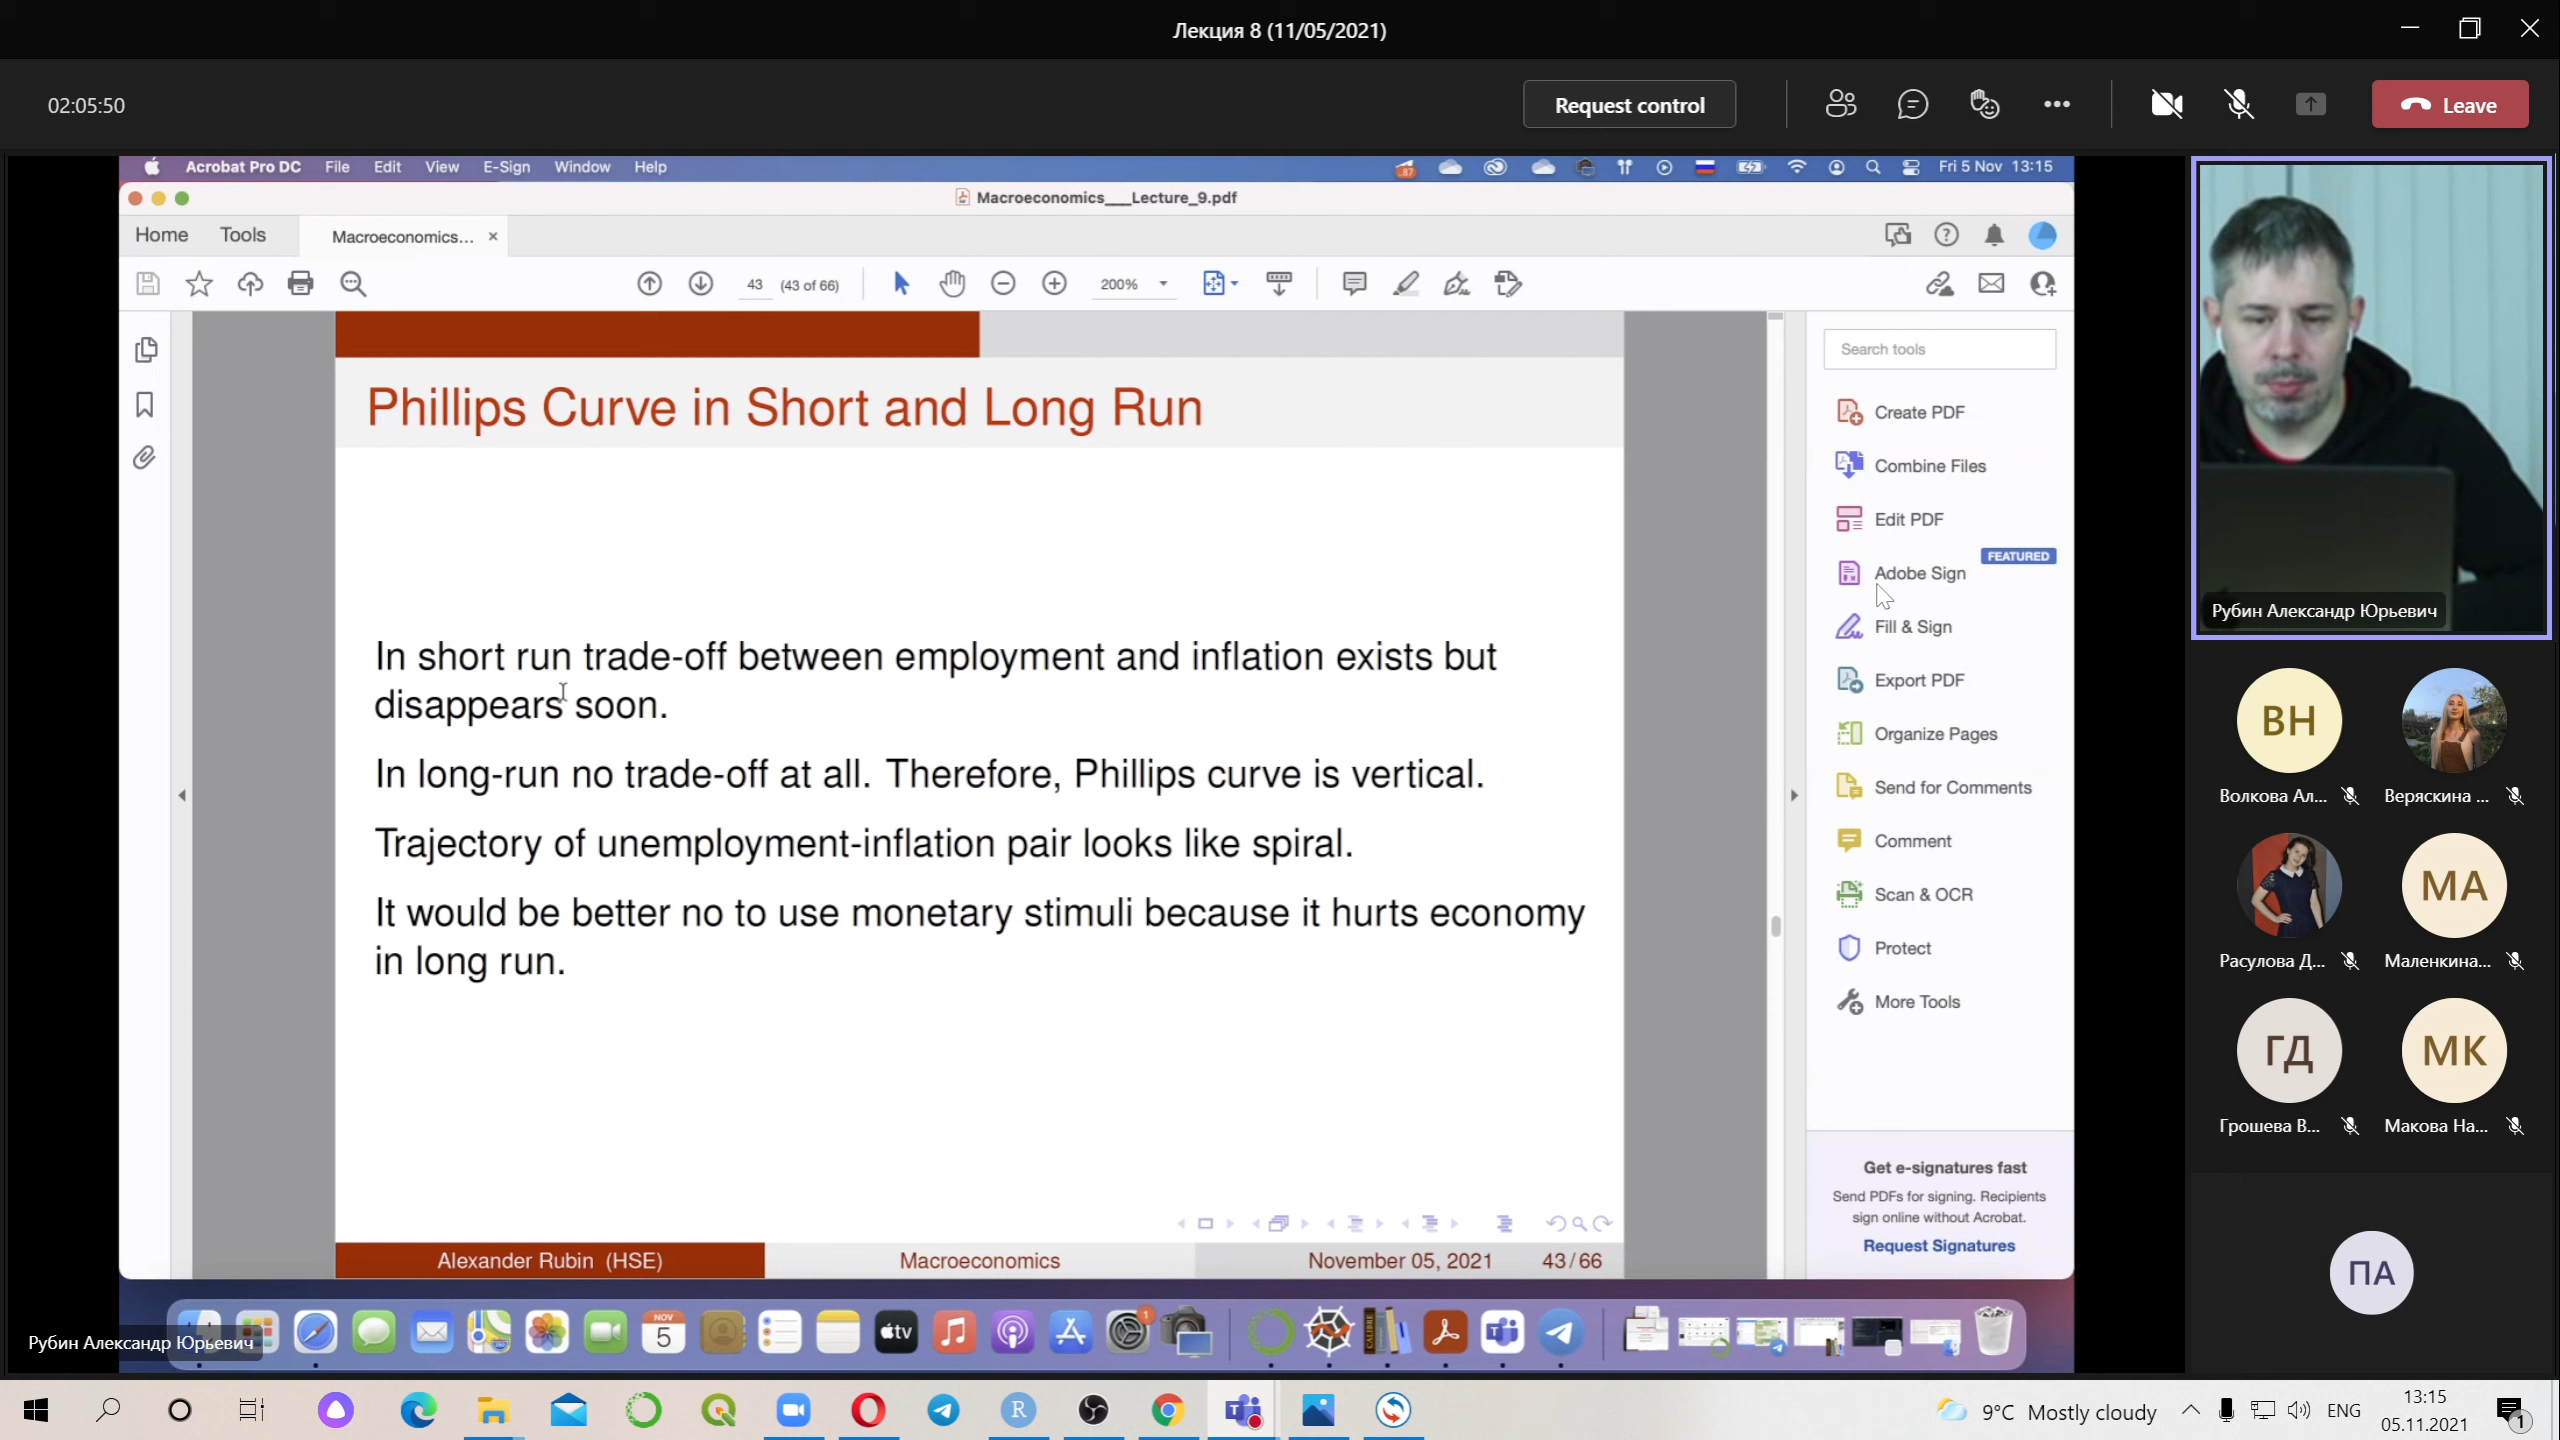 Лекция 8 (11/05/2021)
02:05:50
Request control
Leave
Acrobat Pro DC File Edit View E-Sign Window Help
Fri 5 Nov 13:15
Macroeconomics___Lecture_9.pdf
Home Tools Macroeconomics... ×
43 (43 of 66) 200%
Search tools
Phillips Curve in Short and Long Run
In short run trade-off between employment and inflation exists but
disappears soon.
In long-run no trade-off at all. Therefore, Phillips curve is vertical.
Trajectory of unemployment-inflation pair looks like spiral.
It would be better no to use monetary stimuli because it hurts economy
in long run.
Alexander Rubin (HSE) Macroeconomics November 05, 2021 43/66
Create PDF
Combine Files
Edit PDF
FEATURED
Adobe Sign
Fill & Sign
Export PDF
Organize Pages
Send for Comments
Comment
Scan & OCR
Protect
More Tools
Get e-signatures fast
Send PDFs for signing. Recipients
sign online without Acrobat.
Request Signatures
Рубин Александр Юрьевич
ВН
Волкова Ал...
Веряскина ...
Расулова Д...
МА
Маленкина...
ГД
Грошева В...
МК
Макова На...
ПА
NOV
5
tv
1
Рубин Александр Юрьевич
9°C Mostly cloudy
ENG
13:15
05.11.2021
1